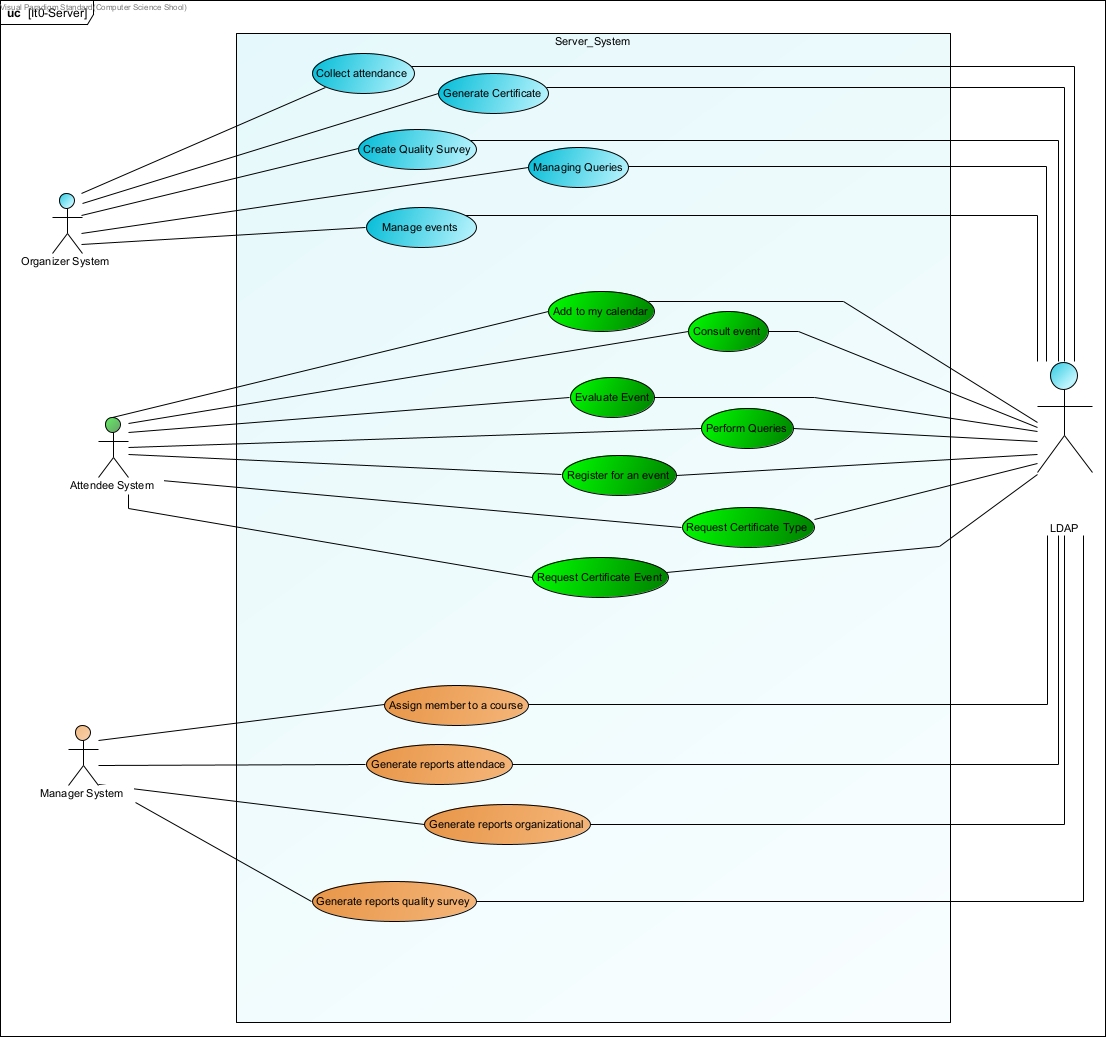 Visual Paradigm Standard(Computer Science Shool)
uc [It0-Server]
Server_System
Collect attendance
Generate Certificate
Create Quality Survey
Managing Queries
Manage events
Organizer System
Add to my calendar
Consult event
Evaluate Event
Perform Queries
Register for an event
Attendee System
Request Certificate Type
LDAP
Request Certificate Event
Assign member to a course
Generate reports attendace
Manager System
Generate reports organizational
Generate reports quality survey